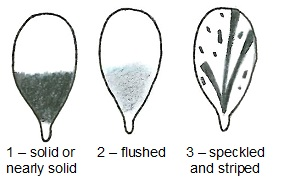 1 – solid or
nearly solid
2 – flushed
3 – speckled
and striped